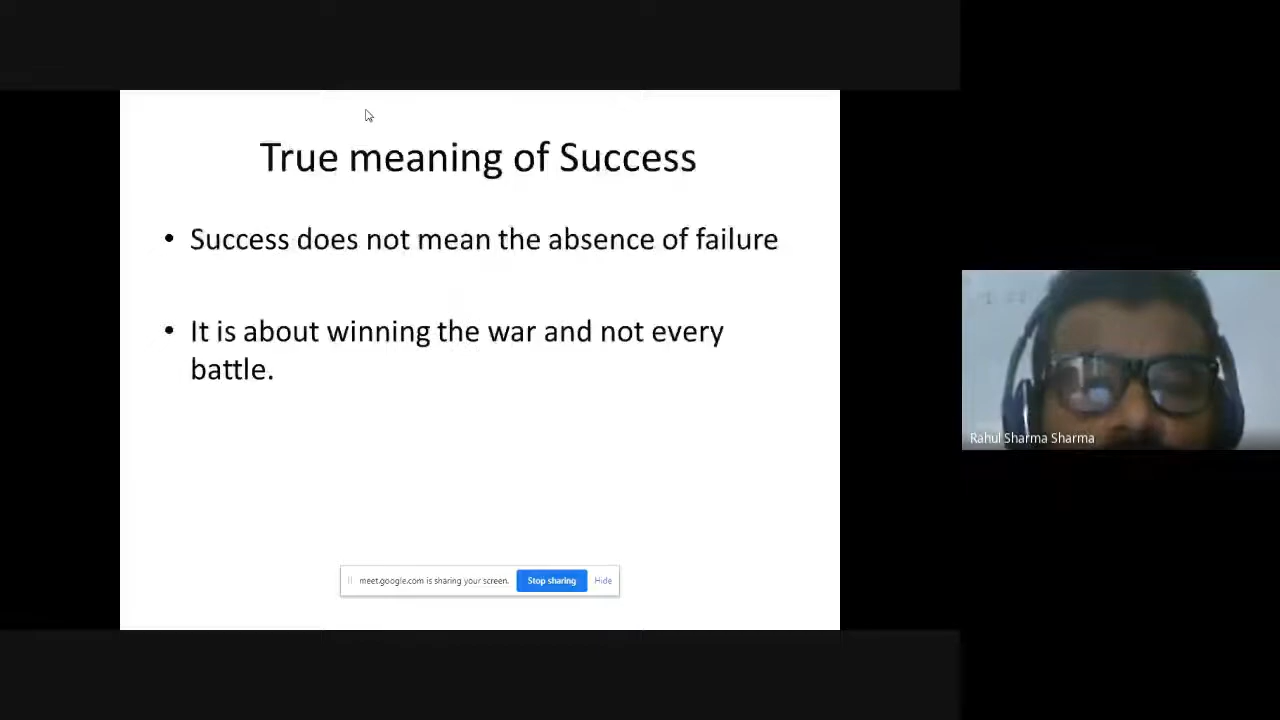 True meaning of Success
• Success does not mean the absence of failure
• It is about winning the war and not every
battle.
meet.google.com is sharing your screen. Stop sharing Hide
Rahul Sharma Sharma